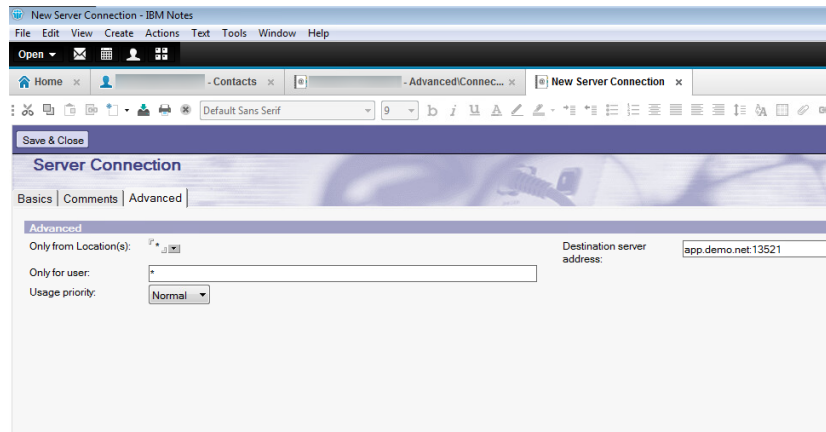 New Server Connection - IBM Notes
File Edit View Create Actions Text Tools Window Help
Open
Home × - Contacts × - Advanced\Connec... × New Server Connection ×
Default Sans Serif 9 b i U A
Save & Close
Server Connection
Basics Comments Advanced
Advanced
Only from Location(s): * Destination server address: app.demo.net:13521
Only for user: *
Usage priority: Normal